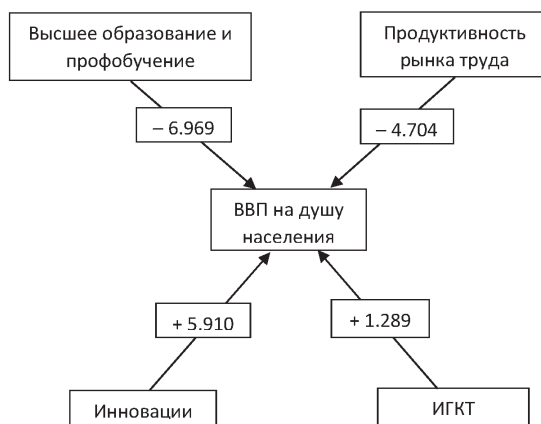 Высшее образование и
профобучение
Продуктивность
рынка труда
– 6.969
– 4.704
ВВП на душу
населения
+ 5.910
+ 1.289
Инновации
ИГКТ